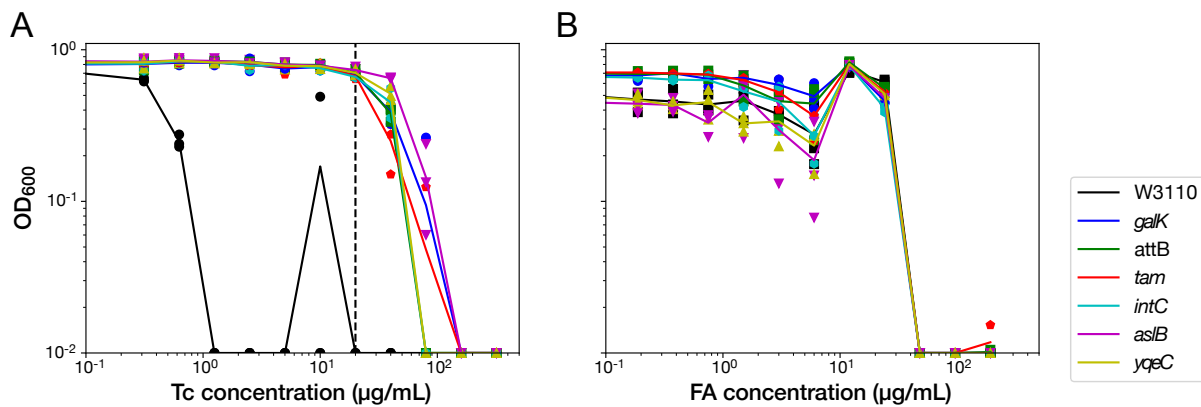 A
B
10⁰
10⁻¹
10⁻²
OD₆₀₀
10⁻¹ 10⁰ 10¹ 10²
Tc concentration (µg/mL)
10⁻¹ 10⁰ 10¹ 10²
FA concentration (µg/mL)
W3110
galK
attB
tam
intC
aslB
yqeC